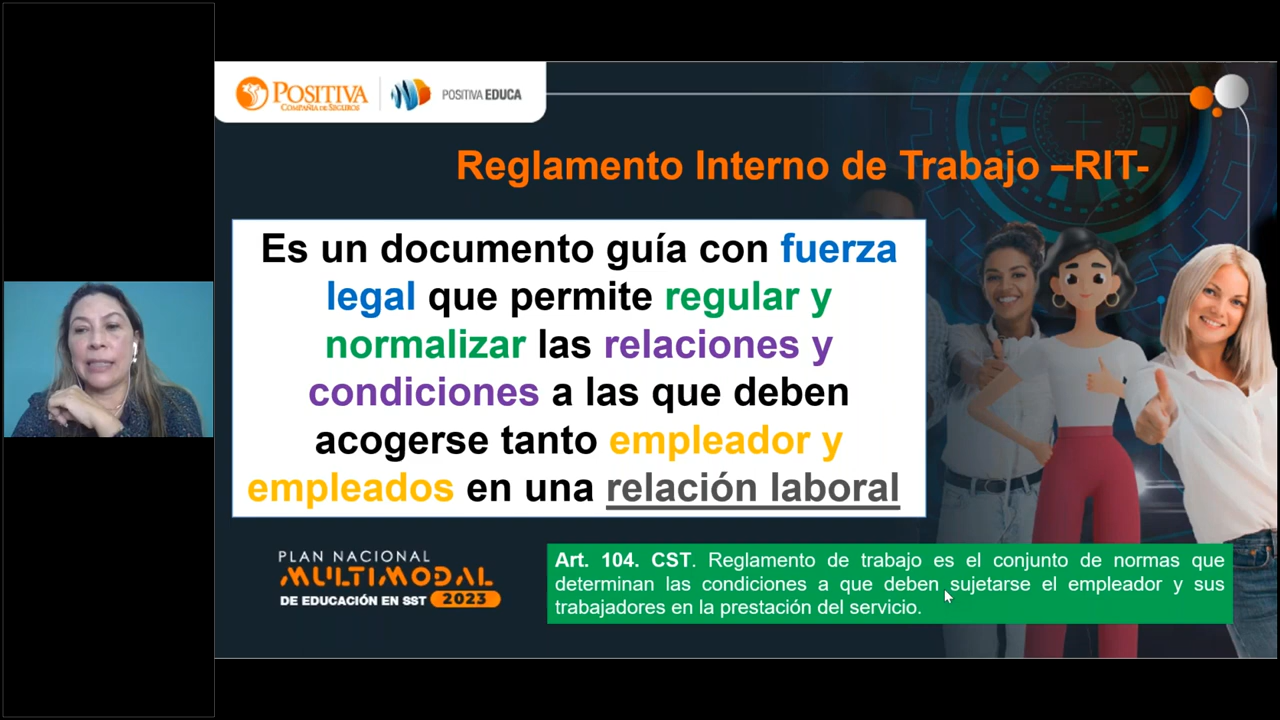 POSITIVA
COMPAÑÍA DE SEGUROS
POSITIVA EDUCA
Reglamento Interno de Trabajo –RIT-
Es un documento guía con fuerza
legal que permite regular y
normalizar las relaciones y
condiciones a las que deben
acogerse tanto empleador y
empleados en una relación laboral
PLAN NACIONAL
MULTIMODAL
DE EDUCACIÓN EN SST 2023
Art. 104. CST. Reglamento de trabajo es el conjunto de normas que
determinan las condiciones a que deben sujetarse el empleador y sus
trabajadores en la prestación del servicio.